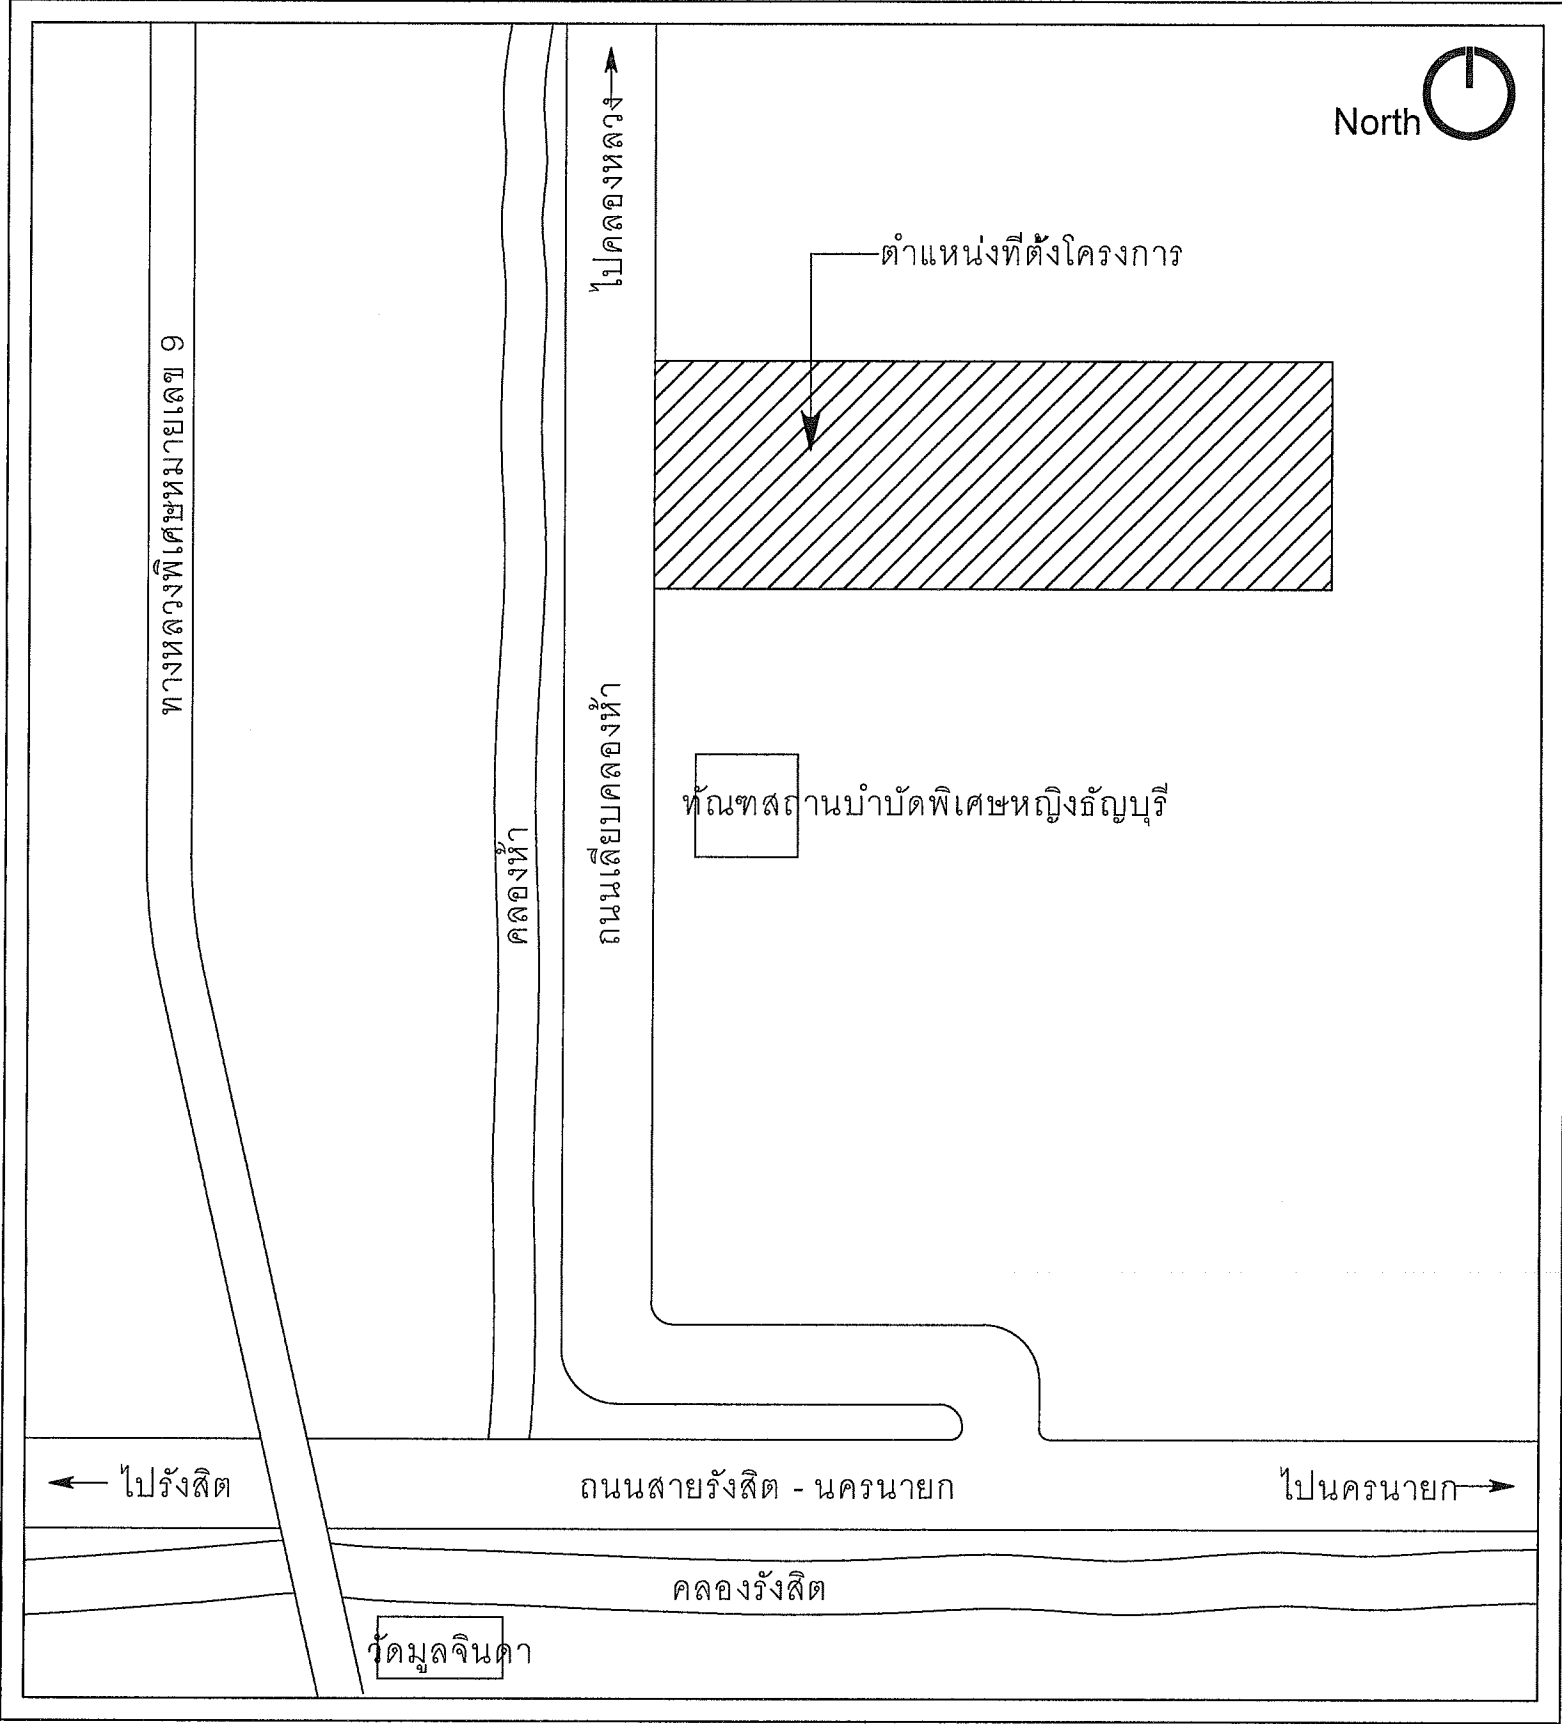 North
ไปคลองหลวง
ตำแหน่งที่ตั้งโครงการ
ทางหลวงพิเศษหมายเลข 9
ถนนเลียบคลองห้า
ทัณฑสถานบำบัดพิเศษหญิงธัญบุรี
คลองห้า
ไปรังสิต
ถนนสายรังสิต - นครนายก
ไปนครนายก
คลองรังสิต
วัดมูลจินดา